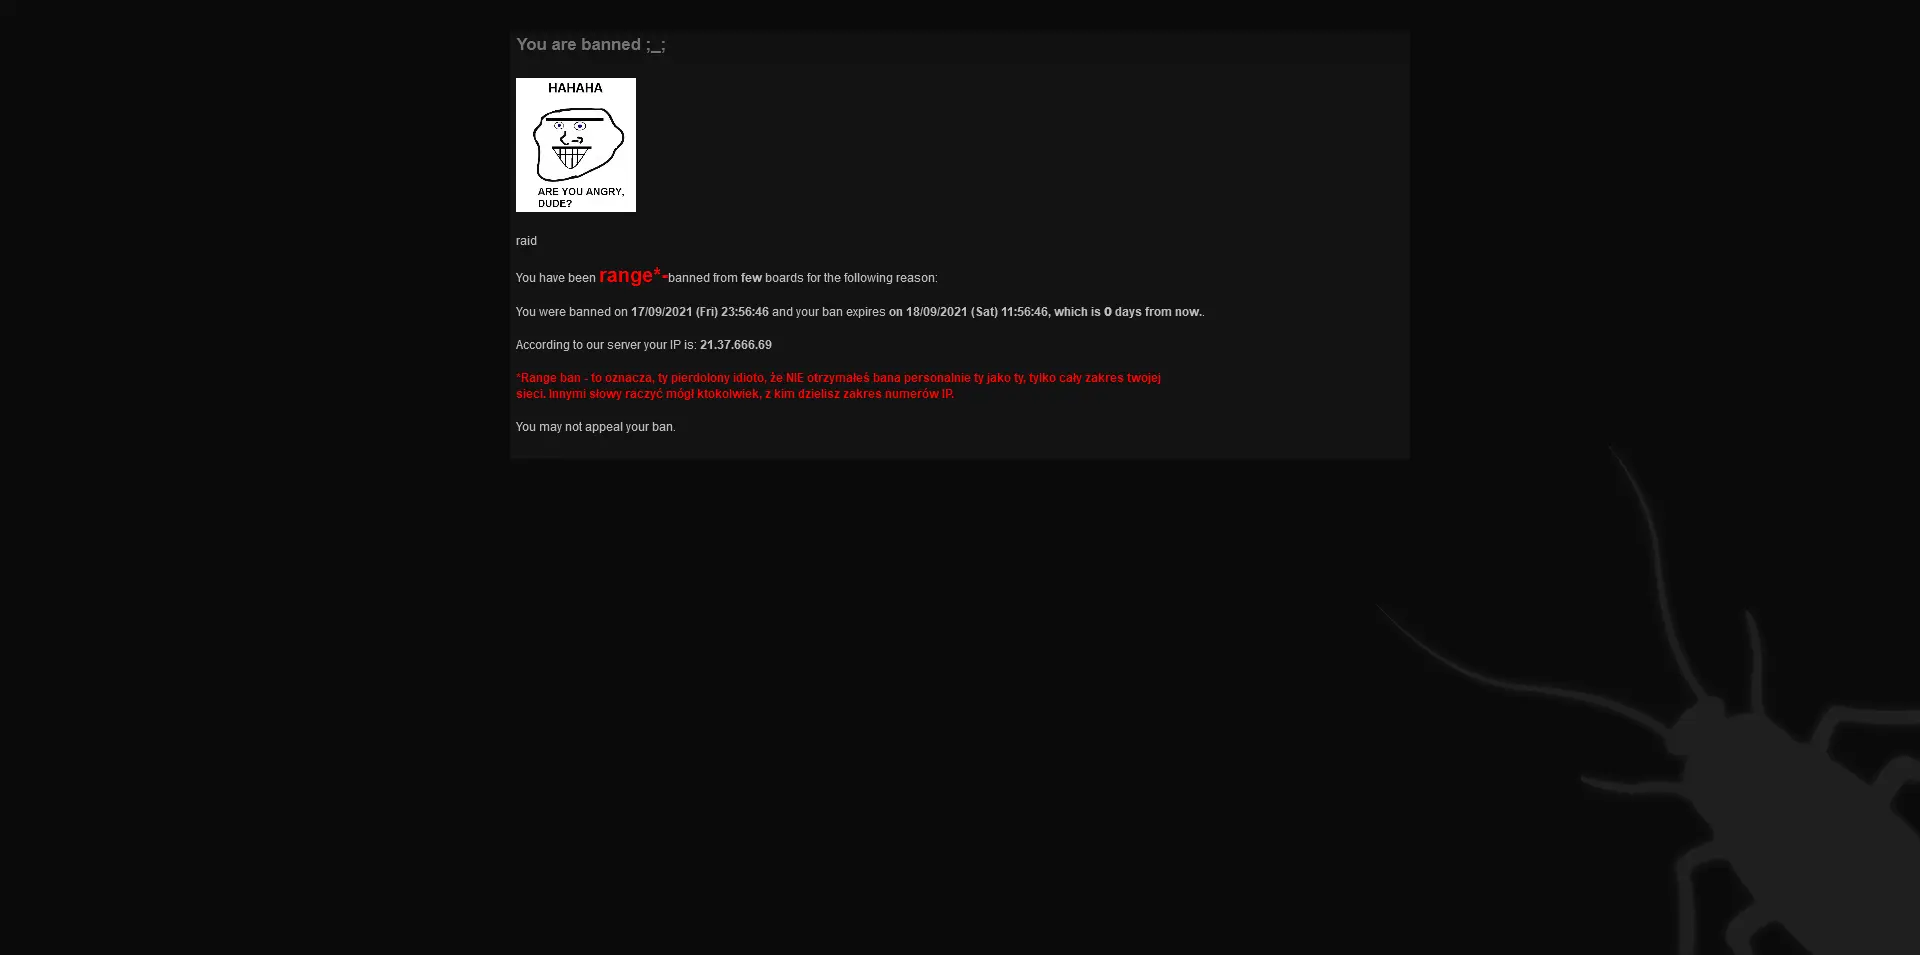 You are banned ;_;
HAHAHA
ARE YOU ANGRY,
DUDE?
raid
You have been range*-banned from few boards for the following reason:
You were banned on 17/09/2021 (Fri) 23:56:46 and your ban expires on 18/09/2021 (Sat) 11:56:46, which is 0 days from now..
According to our server your IP is: 21.37.666.69
*Range ban - to oznacza, ty pierdolony idioto, że NIE otrzymałeś bana personalnie ty jako ty, tylko cały zakres twojej
sieci. Innymi słowy raczyć mógł ktokolwiek, z kim dzielisz zakres numerów IP.
You may not appeal your ban.